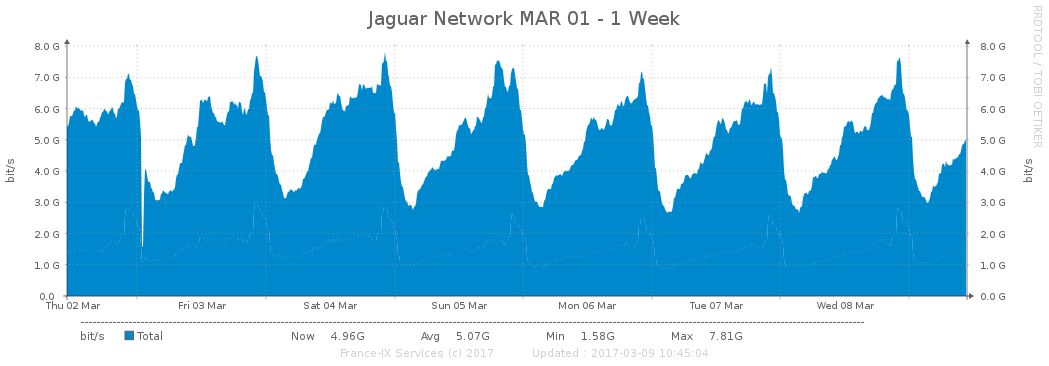 Jaguar Network MAR 01 - 1 Week
RRDTOOL / TOBI OETIKER
bit/s
8.0 G 8.0 G
7.0 G 7.0 G
6.0 G 6.0 G
5.0 G 5.0 G
4.0 G 4.0 G
3.0 G 3.0 G
2.0 G 2.0 G
1.0 G 1.0 G
0.0 0.0 G
bit/s
Thu 02 Mar Fri 03 Mar Sat 04 Mar Sun 05 Mar Mon 06 Mar Tue 07 Mar Wed 08 Mar
bit/s Total Now 4.96G Avg 5.07G Min 1.58G Max 7.81G
France-IX Services (c) 2017 Updated : 2017-03-09 10:45:04